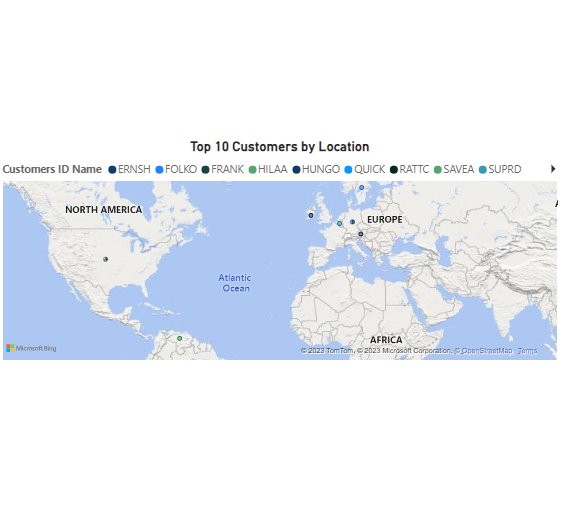 Top 10 Customers by Location
Customers ID Name ERNSH FOLKO FRANK HILAA HUNGO QUICK RATTC SAVEA SUPRD
NORTH AMERICA
EUROPE
A
Atlantic
Ocean
AFRICA
Microsoft Bing
© 2023 TomTom, © 2023 Microsoft Corporation, © OpenStreetMap Terms